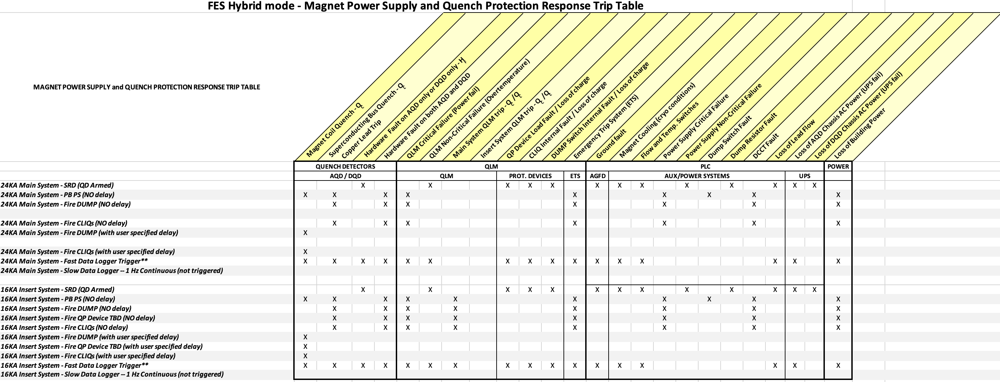 FES Hybrid mode - Magnet Power Supply and Quench Protection Response Trip Table
MAGNET POWER SUPPLY and QUENCH PROTECTION RESPONSE TRIP TABLE
Magnet Coil Quench - Qc
Superconducting Bus Quench - QL
Copper Lead Trip
Hardware Fault on AQD only or DQD only - HF
Hardware Fault on both AQD and DQD
QLM Critical Failure (Power fail)
QLM Non-Critical Failure (Overtemperature)
Main System QLM trip - Qc/QL
Insert System QLM trip - Qc/QL
QP Device Load Fault / Loss of charge
CLIQ Internal Fault / Loss of charge
DUMP Switch Internal Fault / Loss of charge
Emergency Trip System (ETS)
Ground fault
Magnet Cooling (cryo conditions)
Flow and Temp. Switches
Power Supply Critical Failure
Power Supply Non-Critical Failure
Dump Switch Fault
Dump Resistor Fault
DCCT Fault
Loss of Lead Flow
Loss of AQD Chassis AC Power (UPS fail)
Loss of DQD Chassis AC Power (UPS fail)
Loss of Building Power
QUENCH DETECTORS QLM PLC POWER
AQD / DQD QLM PROT. DEVICES ETS AGFD AUX/POWER SYSTEMS UPS
24KA Main System - SRD (QD Armed) X X X X X X X X X X X X X
24KA Main System - PB PS (NO delay) X X X X X X X X X
24KA Main System - Fire DUMP (NO delay) X X X X X X X
24KA Main System - Fire CLIQs (NO delay) X X X X X X X
24KA Main System - Fire DUMP (with user specified delay) X
24KA Main System - Fire CLIQs (with user specified delay) X
24KA Main System - Fast Data Logger Trigger** X X X X X X X X X X X X X X X X
24KA Main System - Slow Data Logger -- 1 Hz Continuous (not triggered)
16KA Insert System - SRD (QD Armed) X X X X X X X X X X X X X
16KA Insert System - PB PS (NO delay) X X X X X X X X X X
16KA Insert System - Fire DUMP (NO delay) X X X X X X X X
16KA Insert System - Fire QP Device TBD (NO delay) X X X X X X X X
16KA Insert System - Fire CLIQs (NO delay) X X X X X X X X
16KA Insert System - Fire DUMP (with user specified delay) X
16KA Insert System - Fire QP Device TBD (with user specified delay) X
16KA Insert System - Fire CLIQs (with user specified delay) X
16KA Insert System - Fast Data Logger Trigger** X X X X X X X X X X X X X X X X X
16KA Insert System - Slow Data Logger -- 1 Hz Continuous (not triggered)